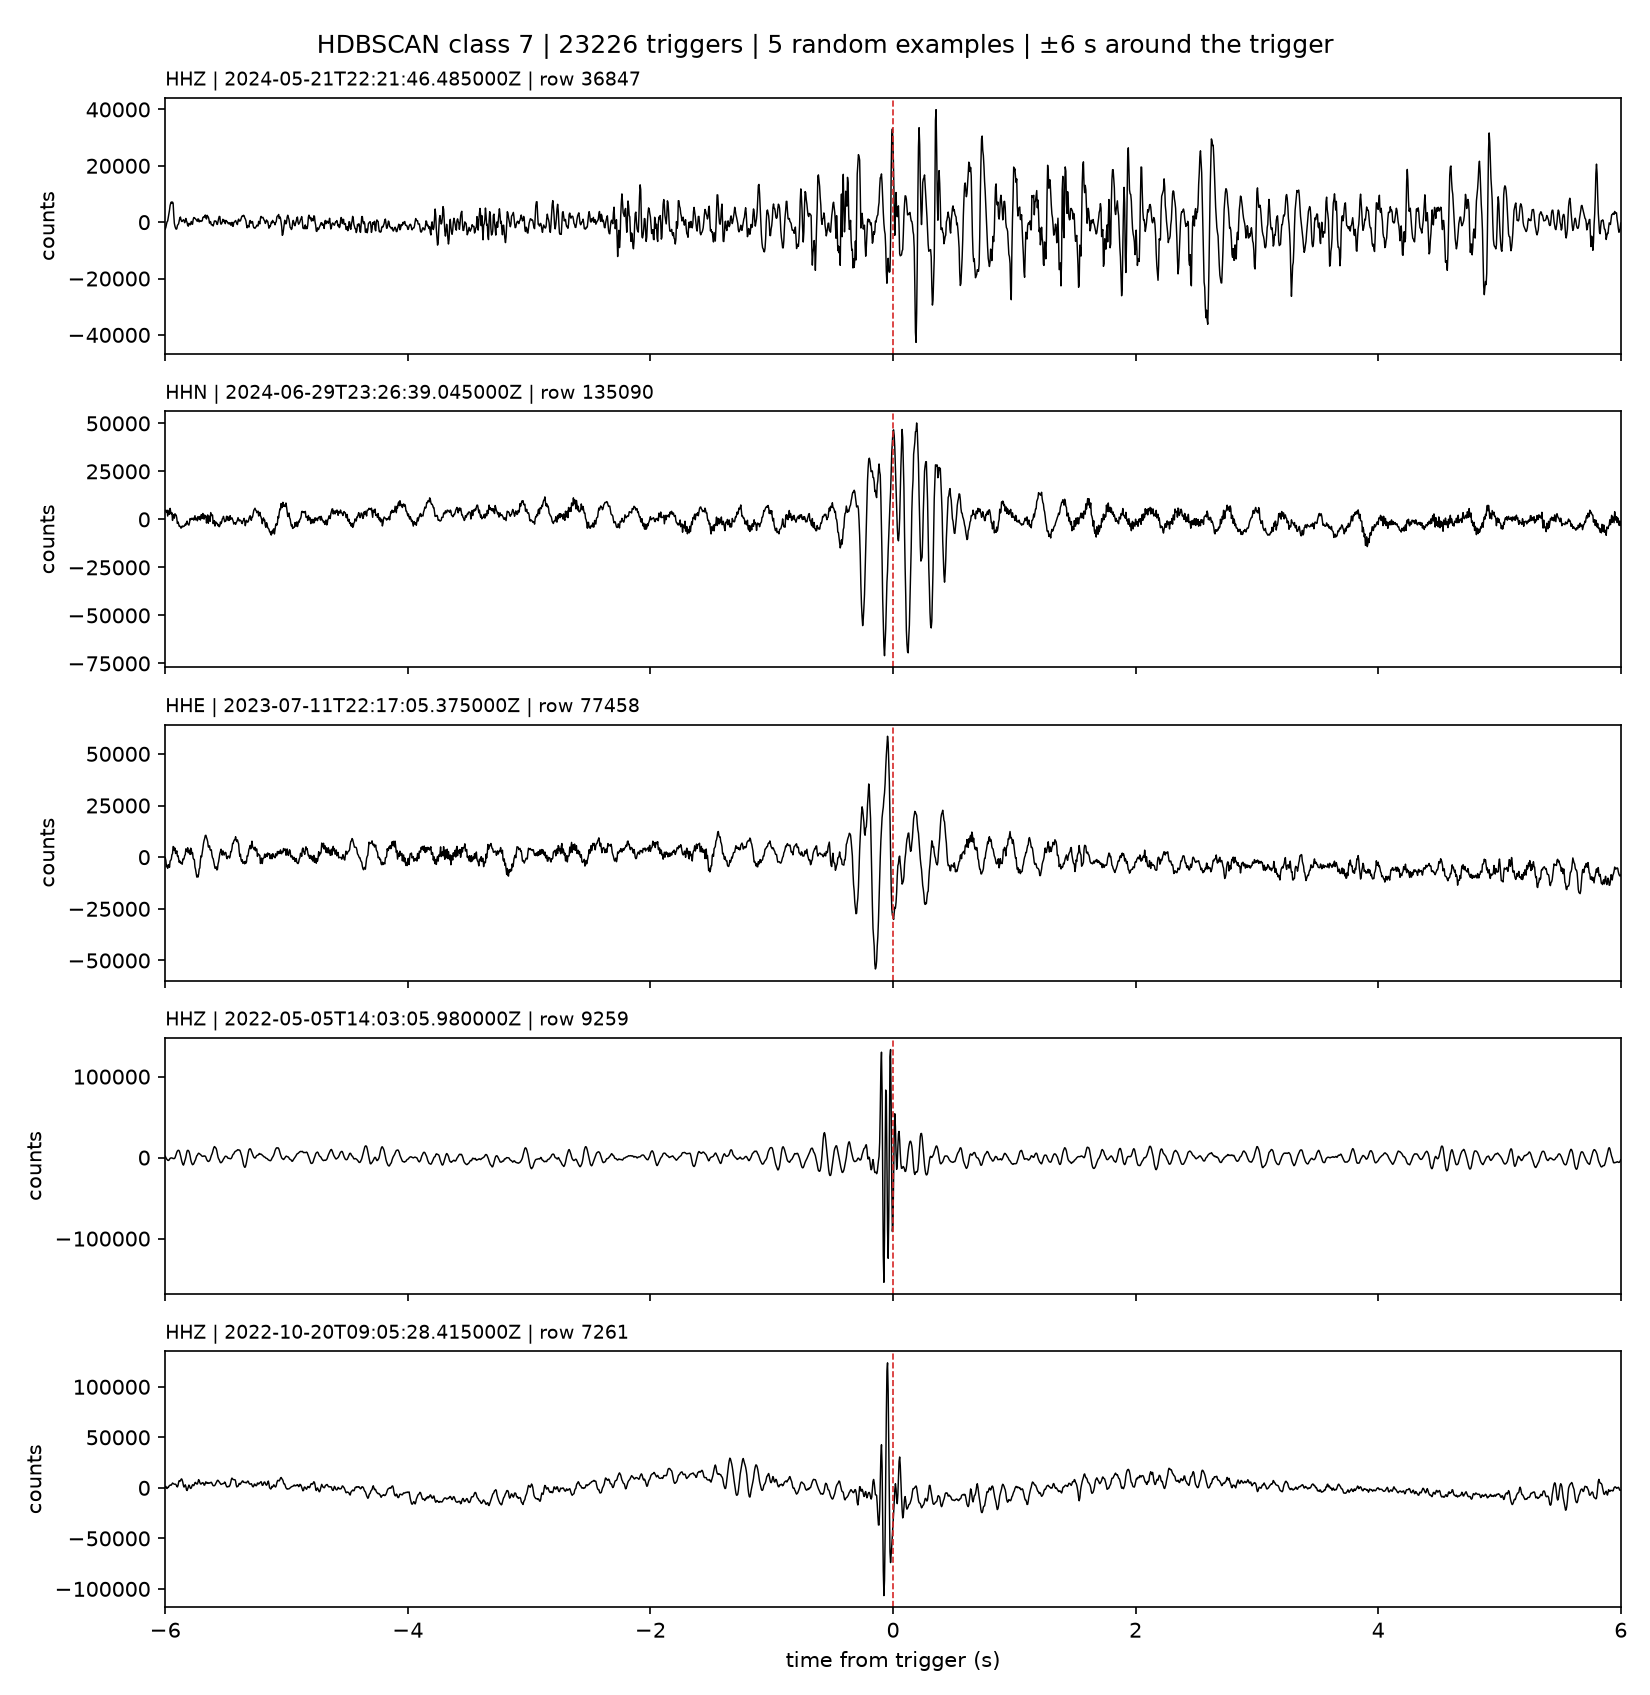 HDBSCAN class 7 | 23226 triggers | 5 random examples | ±6 s around the trigger
HHZ | 2024-05-21T22:21:46.485000Z | row 36847
40000
20000
0
−20000
−40000
counts
HHN | 2024-06-29T23:26:39.045000Z | row 135090
50000
25000
0
−25000
−50000
−75000
counts
HHE | 2023-07-11T22:17:05.375000Z | row 77458
50000
25000
0
−25000
−50000
counts
HHZ | 2022-05-05T14:03:05.980000Z | row 9259
100000
0
−100000
counts
HHZ | 2022-10-20T09:05:28.415000Z | row 7261
100000
50000
0
−50000
−100000
counts
−6 −4 −2 0 2 4 6
time from trigger (s)